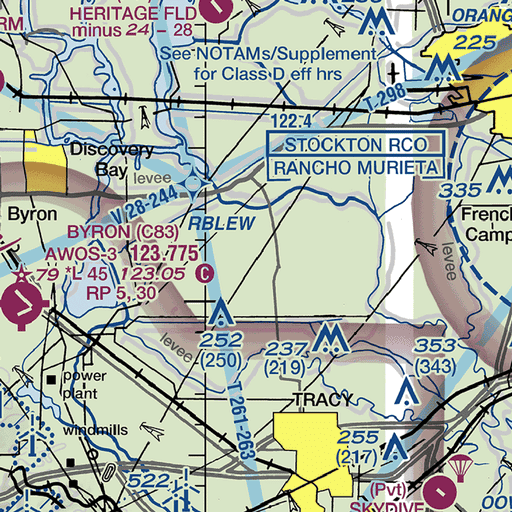 HERITAGE FLD
minus 24 - 28
RM
ORANG
225
See NOTAMs/Supplement
for Class D eff hrs
T-298
122.4
STOCKTON RCO
RANCHO MURIETA
Discovery
Bay
levee
335
V 28-244
Byron
RBLEW
French
Camp
levee
BYRON (C83)
AWOS-3 133.775
79 *L 45 123.05 C
RP 5, 30
252
(250)
levee
237
(219)
353
(343)
power
plant
T 261-263
TRACY
windmills
255
(217)
522
(Pvt)
SKYDIVE
00V